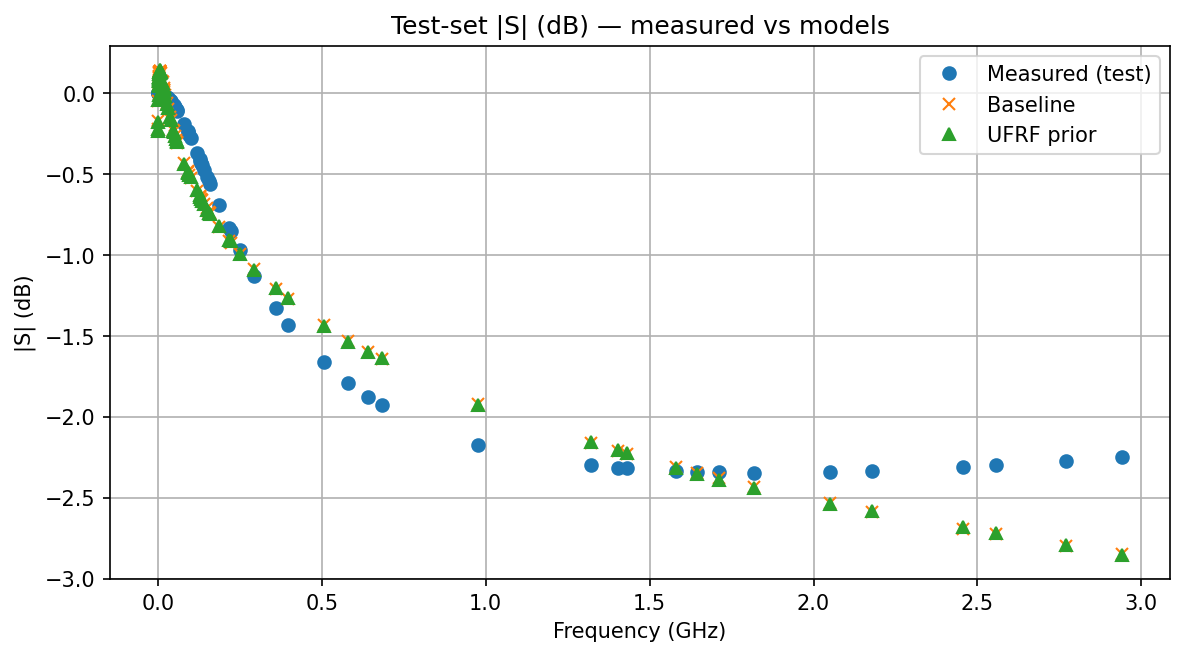 Test-set |S| (dB) — measured vs models
Measured (test)
Baseline
UFRF prior
|S| (dB)
0.0
−0.5
−1.0
−1.5
−2.0
−2.5
−3.0
0.0 0.5 1.0 1.5 2.0 2.5 3.0
Frequency (GHz)